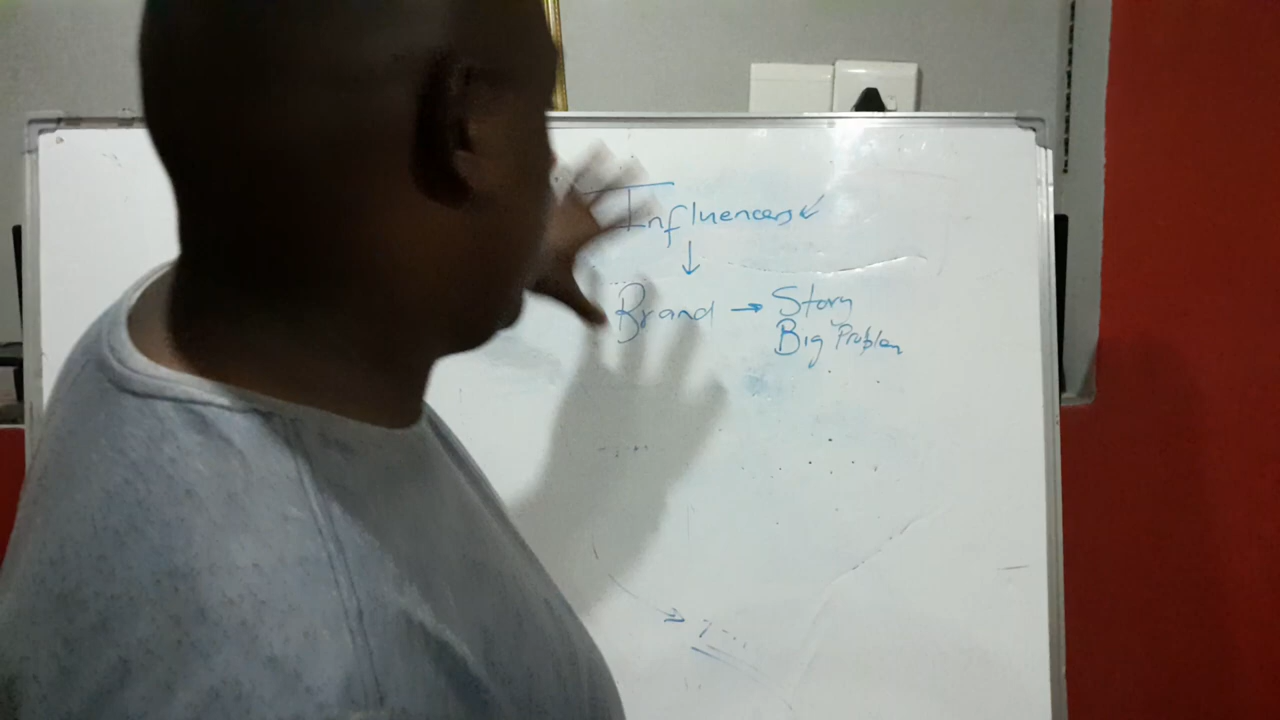 Influencers
Brand → Story
Big Problem